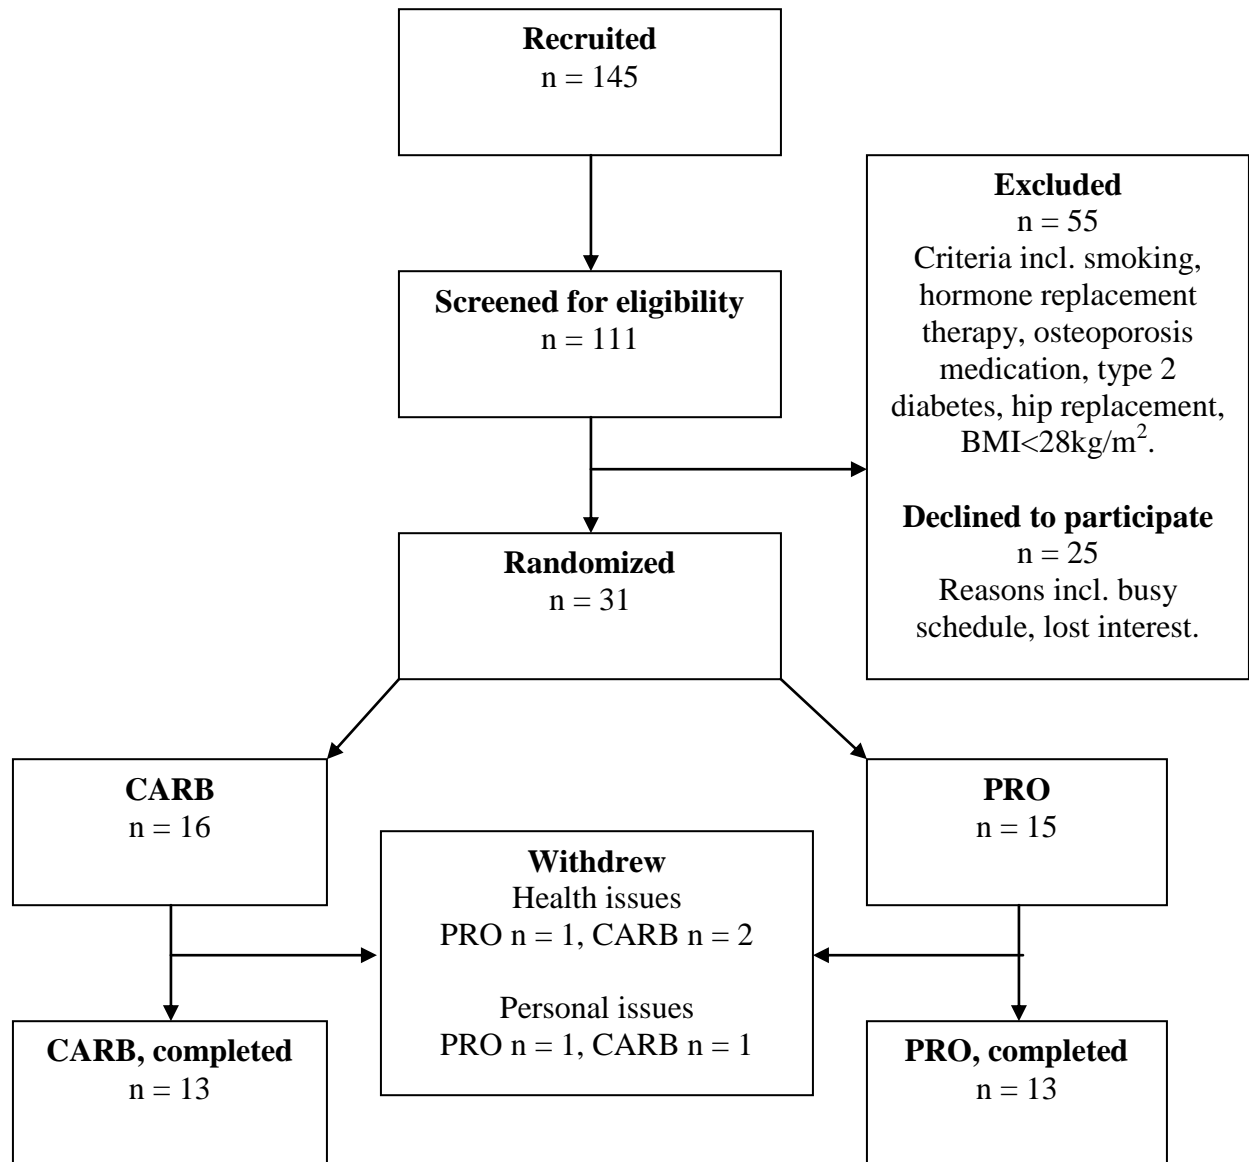 Recruited
n = 145
Excluded
n = 55
Criteria incl. smoking,
hormone replacement
therapy, osteoporosis
medication, type 2
diabetes, hip replacement,
BMI<28kg/m².
Declined to participate
n = 25
Reasons incl. busy
schedule, lost interest.
Screened for eligibility
n = 111
Randomized
n = 31
CARB
n = 16
PRO
n = 15
Withdrew
Health issues
PRO n = 1, CARB n = 2
Personal issues
PRO n = 1, CARB n = 1
CARB, completed
n = 13
PRO, completed
n = 13